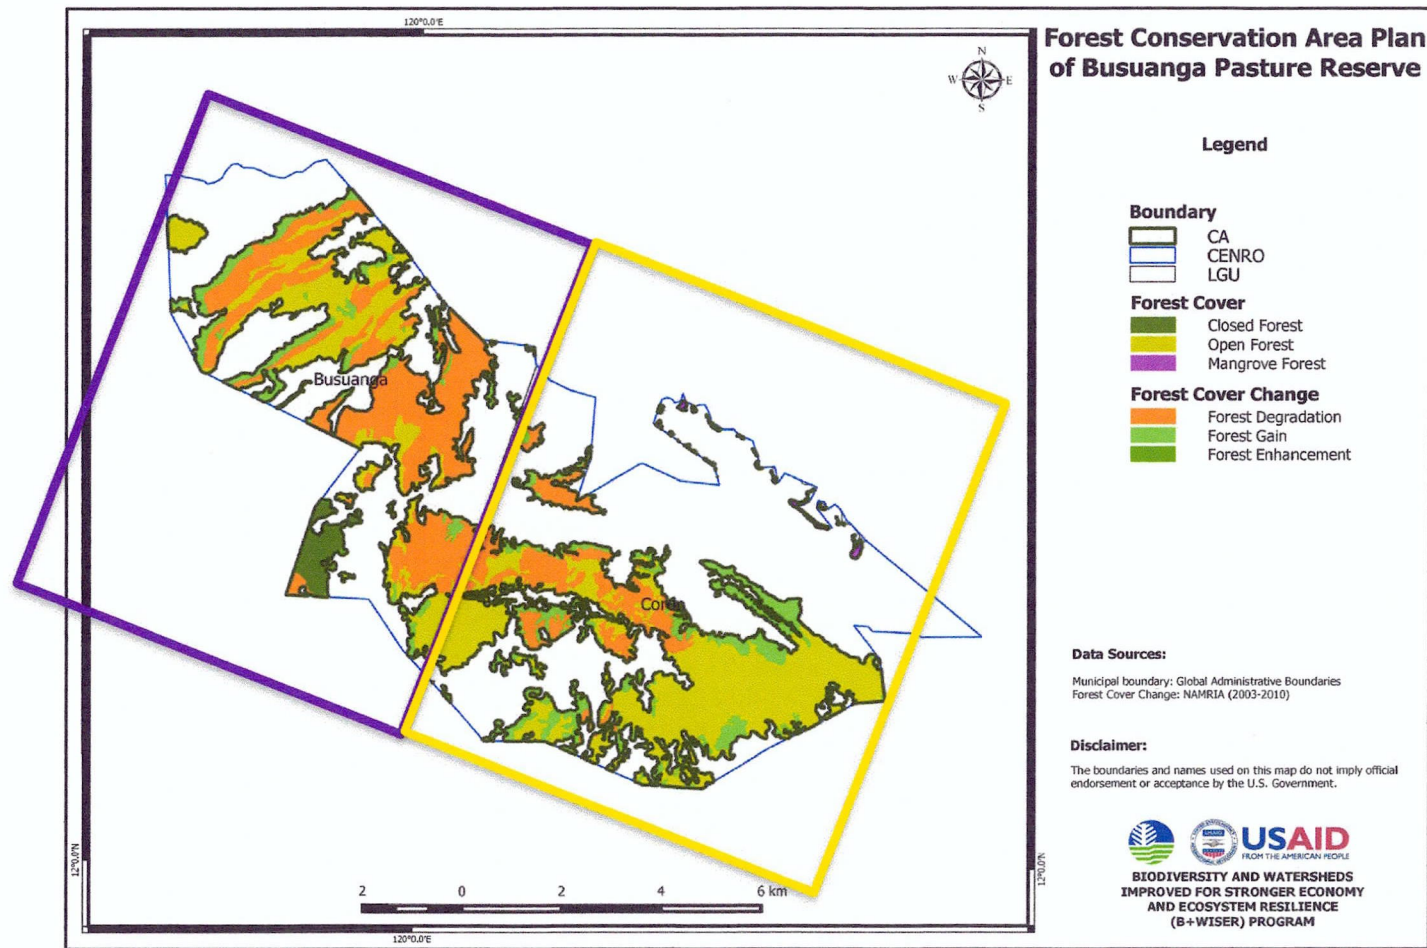 120°0.0'E
Forest Conservation Area Plan
of Busuanga Pasture Reserve
N
W
E
S
Legend
Boundary
CA
CENRO
LGU
Forest Cover
Closed Forest
Open Forest
Mangrove Forest
Forest Cover Change
Forest Degradation
Forest Gain
Forest Enhancement
Busuanga
Coron
Data Sources:
Municipal boundary: Global Administrative Boundaries
Forest Cover Change: NAMRIA (2003-2010)
Disclaimer:
The boundaries and names used on this map do not imply official
endorsement or acceptance by the U.S. Government.
USAID
FROM THE AMERICAN PEOPLE
BIODIVERSITY AND WATERSHEDS
IMPROVED FOR STRONGER ECONOMY
AND ECOSYSTEM RESILIENCE
(B+WISER) PROGRAM
12°0.0'N
12°0.0'N
2 0 2 4 6 km
120°0.0'E